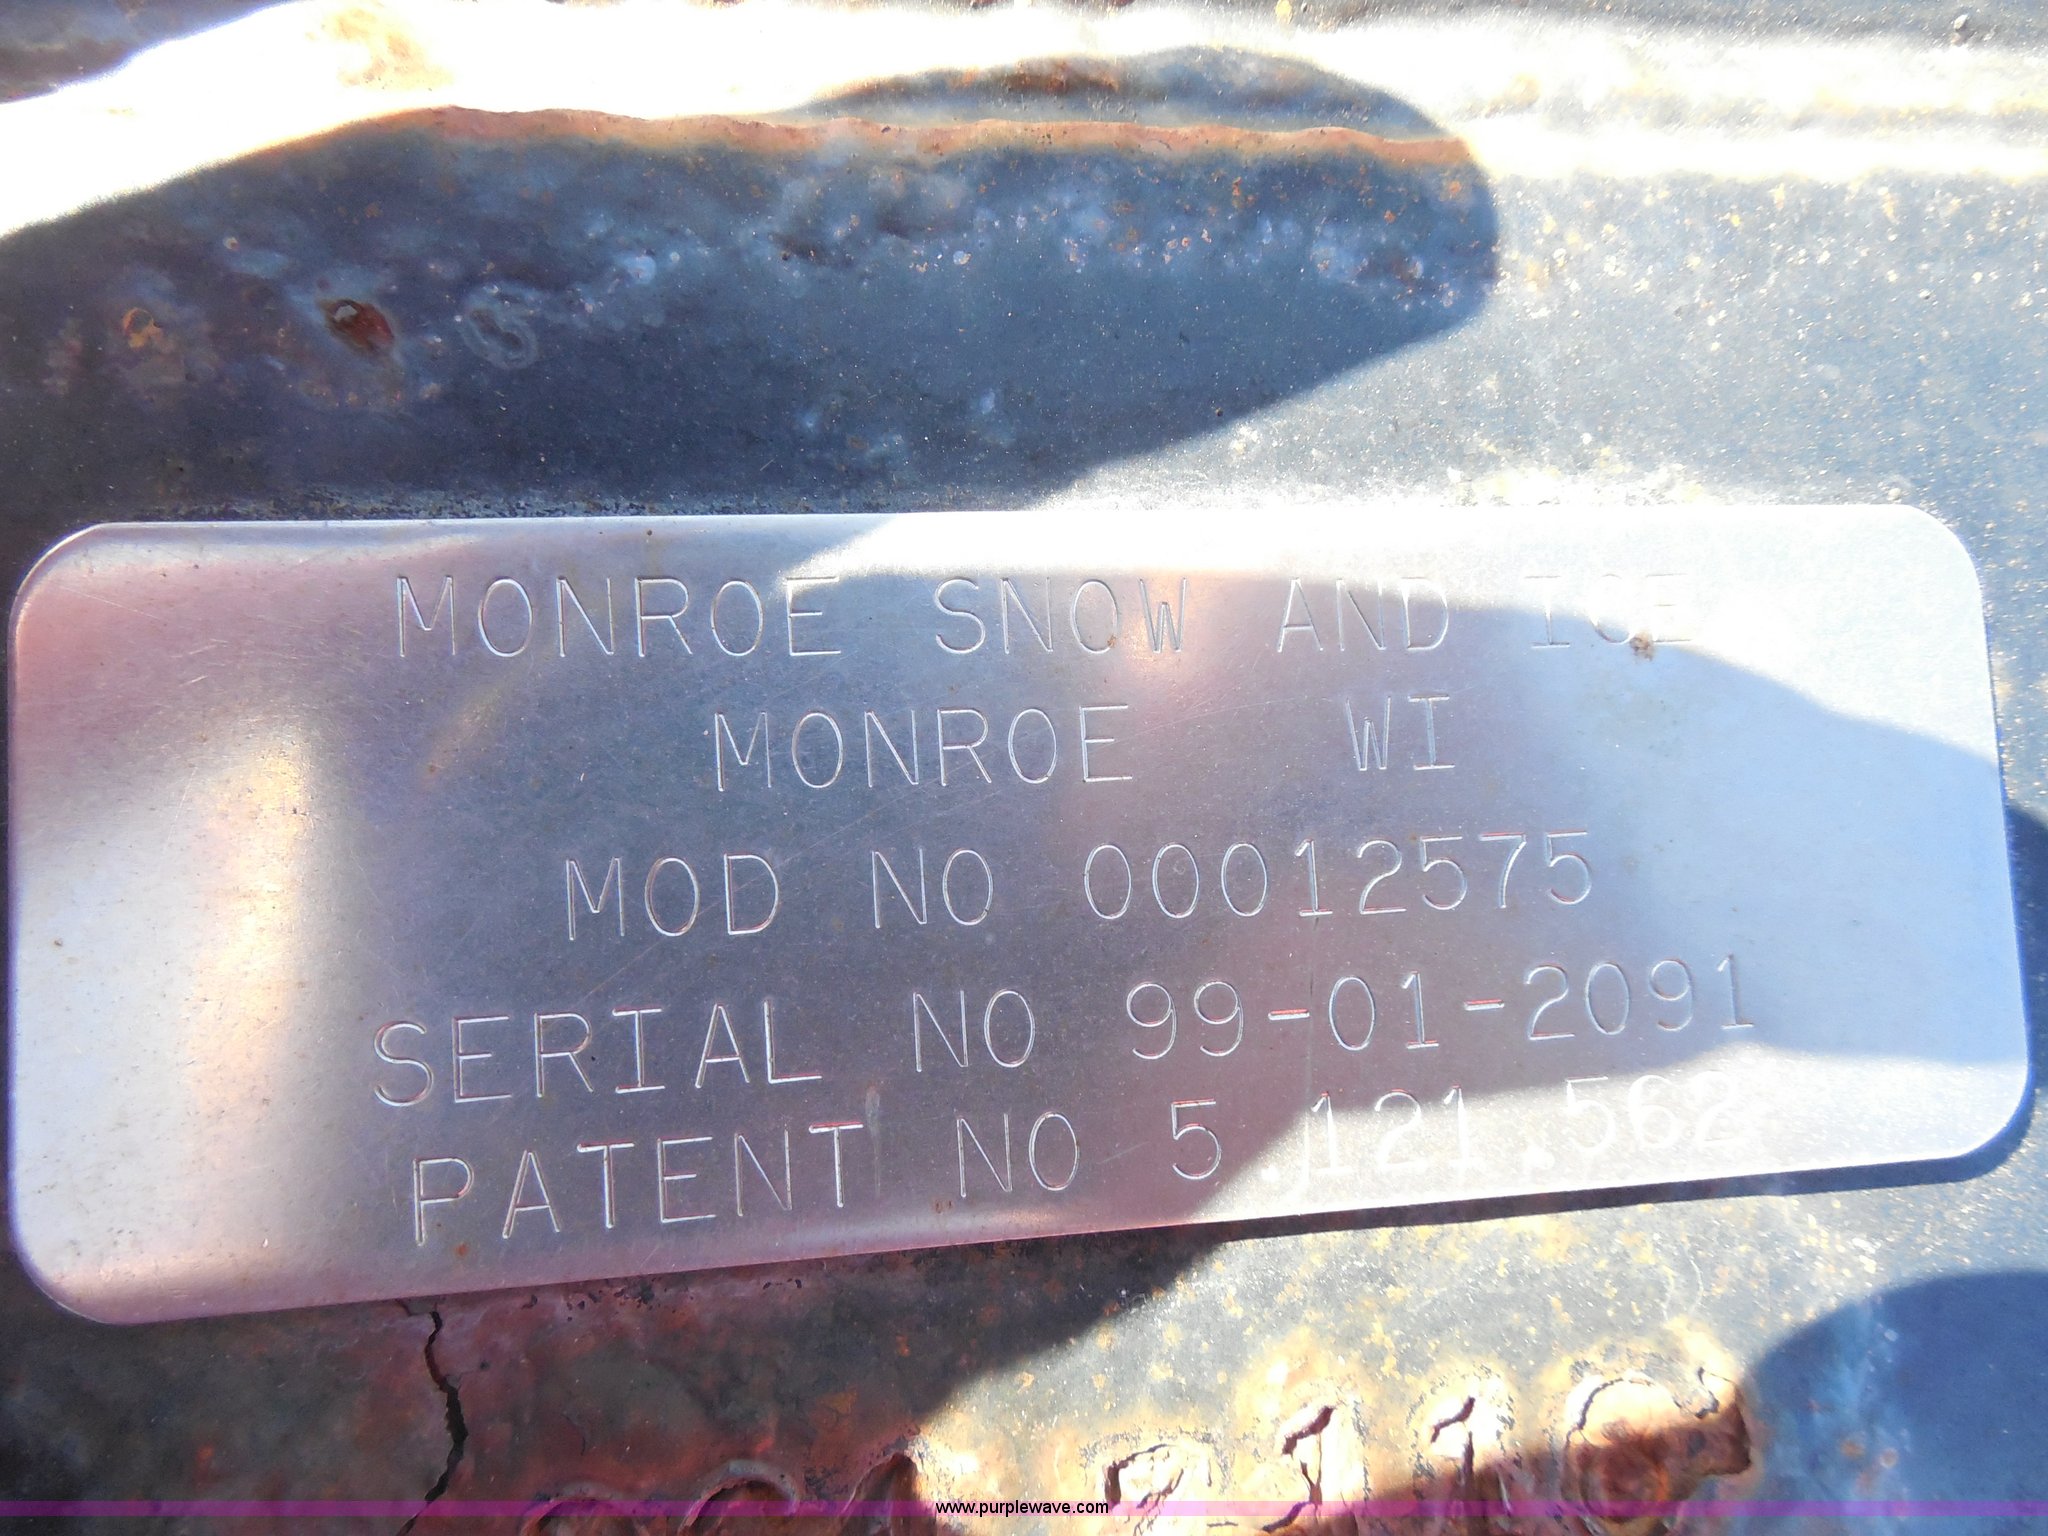 MONROE SNOW AND ICE
MONROE WI
MOD NO 00012575
SERIAL NO 99-01-2091
PATENT NO 5,121,562
www.purplewave.com